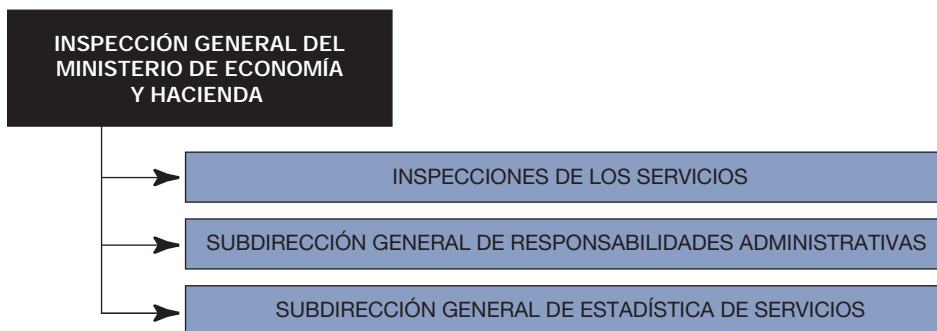 INSPECCIÓN GENERAL DEL
MINISTERIO DE ECONOMÍA
Y HACIENDA
INSPECCIONES DE LOS SERVICIOS
SUBDIRECCIÓN GENERAL DE RESPONSABILIDADES ADMINISTRATIVAS
SUBDIRECCIÓN GENERAL DE ESTADÍSTICA DE SERVICIOS